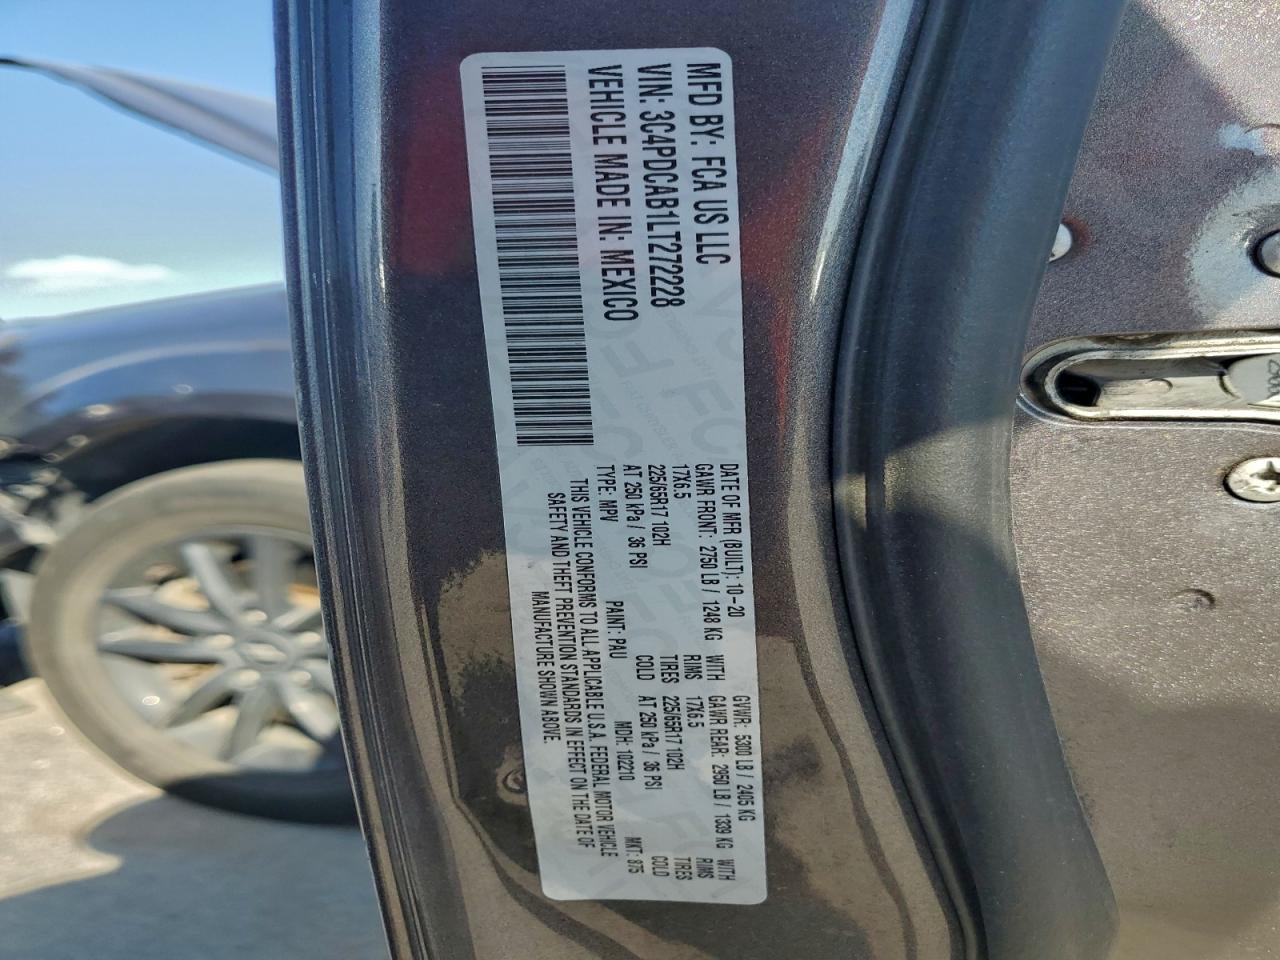 MFD BY: FCA US LLC
VIN: 3C4PDCAB1LT272228
VEHICLE MADE IN: MEXICO
DATE OF MFR (BUILT): 10-20 GVWR: 5300 LB / 2405 KG
GAWR FRONT: 2750 LB / 1248 KG WITH GAWR REAR: 2950 LB / 1339 KG WITH
17X6.5 RIMS 17X6.5 RIMS
225/65R17 102H TIRES 225/65R17 102H TIRES
AT 250 kPa / 36 PSI COLD AT 250 kPa / 36 PSI COLD
TYPE: MPV PAINT: PAU MDH: 102210 MKT: 875
THIS VEHICLE CONFORMS TO ALL APPLICABLE U.S.A. FEDERAL MOTOR VEHICLE
SAFETY AND THEFT PREVENTION STANDARDS IN EFFECT ON THE DATE OF
MANUFACTURE SHOWN ABOVE.